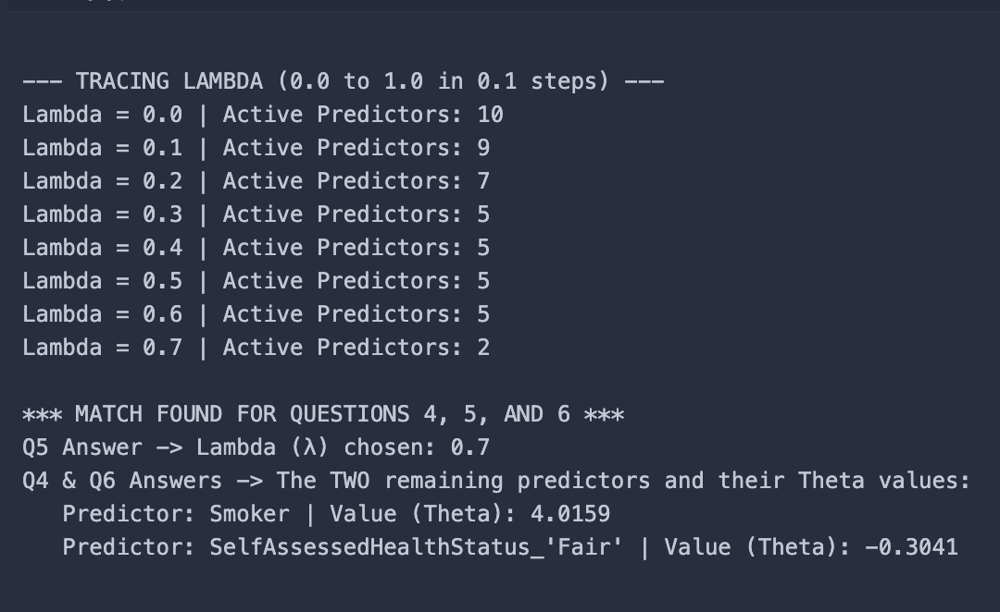 --- TRACING LAMBDA (0.0 to 1.0 in 0.1 steps) ---
Lambda = 0.0 | Active Predictors: 10
Lambda = 0.1 | Active Predictors: 9
Lambda = 0.2 | Active Predictors: 7
Lambda = 0.3 | Active Predictors: 5
Lambda = 0.4 | Active Predictors: 5
Lambda = 0.5 | Active Predictors: 5
Lambda = 0.6 | Active Predictors: 5
Lambda = 0.7 | Active Predictors: 2
*** MATCH FOUND FOR QUESTIONS 4, 5, AND 6 ***
Q5 Answer -> Lambda (λ) chosen: 0.7
Q4 & Q6 Answers -> The TWO remaining predictors and their Theta values:
Predictor: Smoker | Value (Theta): 4.0159
Predictor: SelfAssessedHealthStatus_'Fair' | Value (Theta): -0.3041